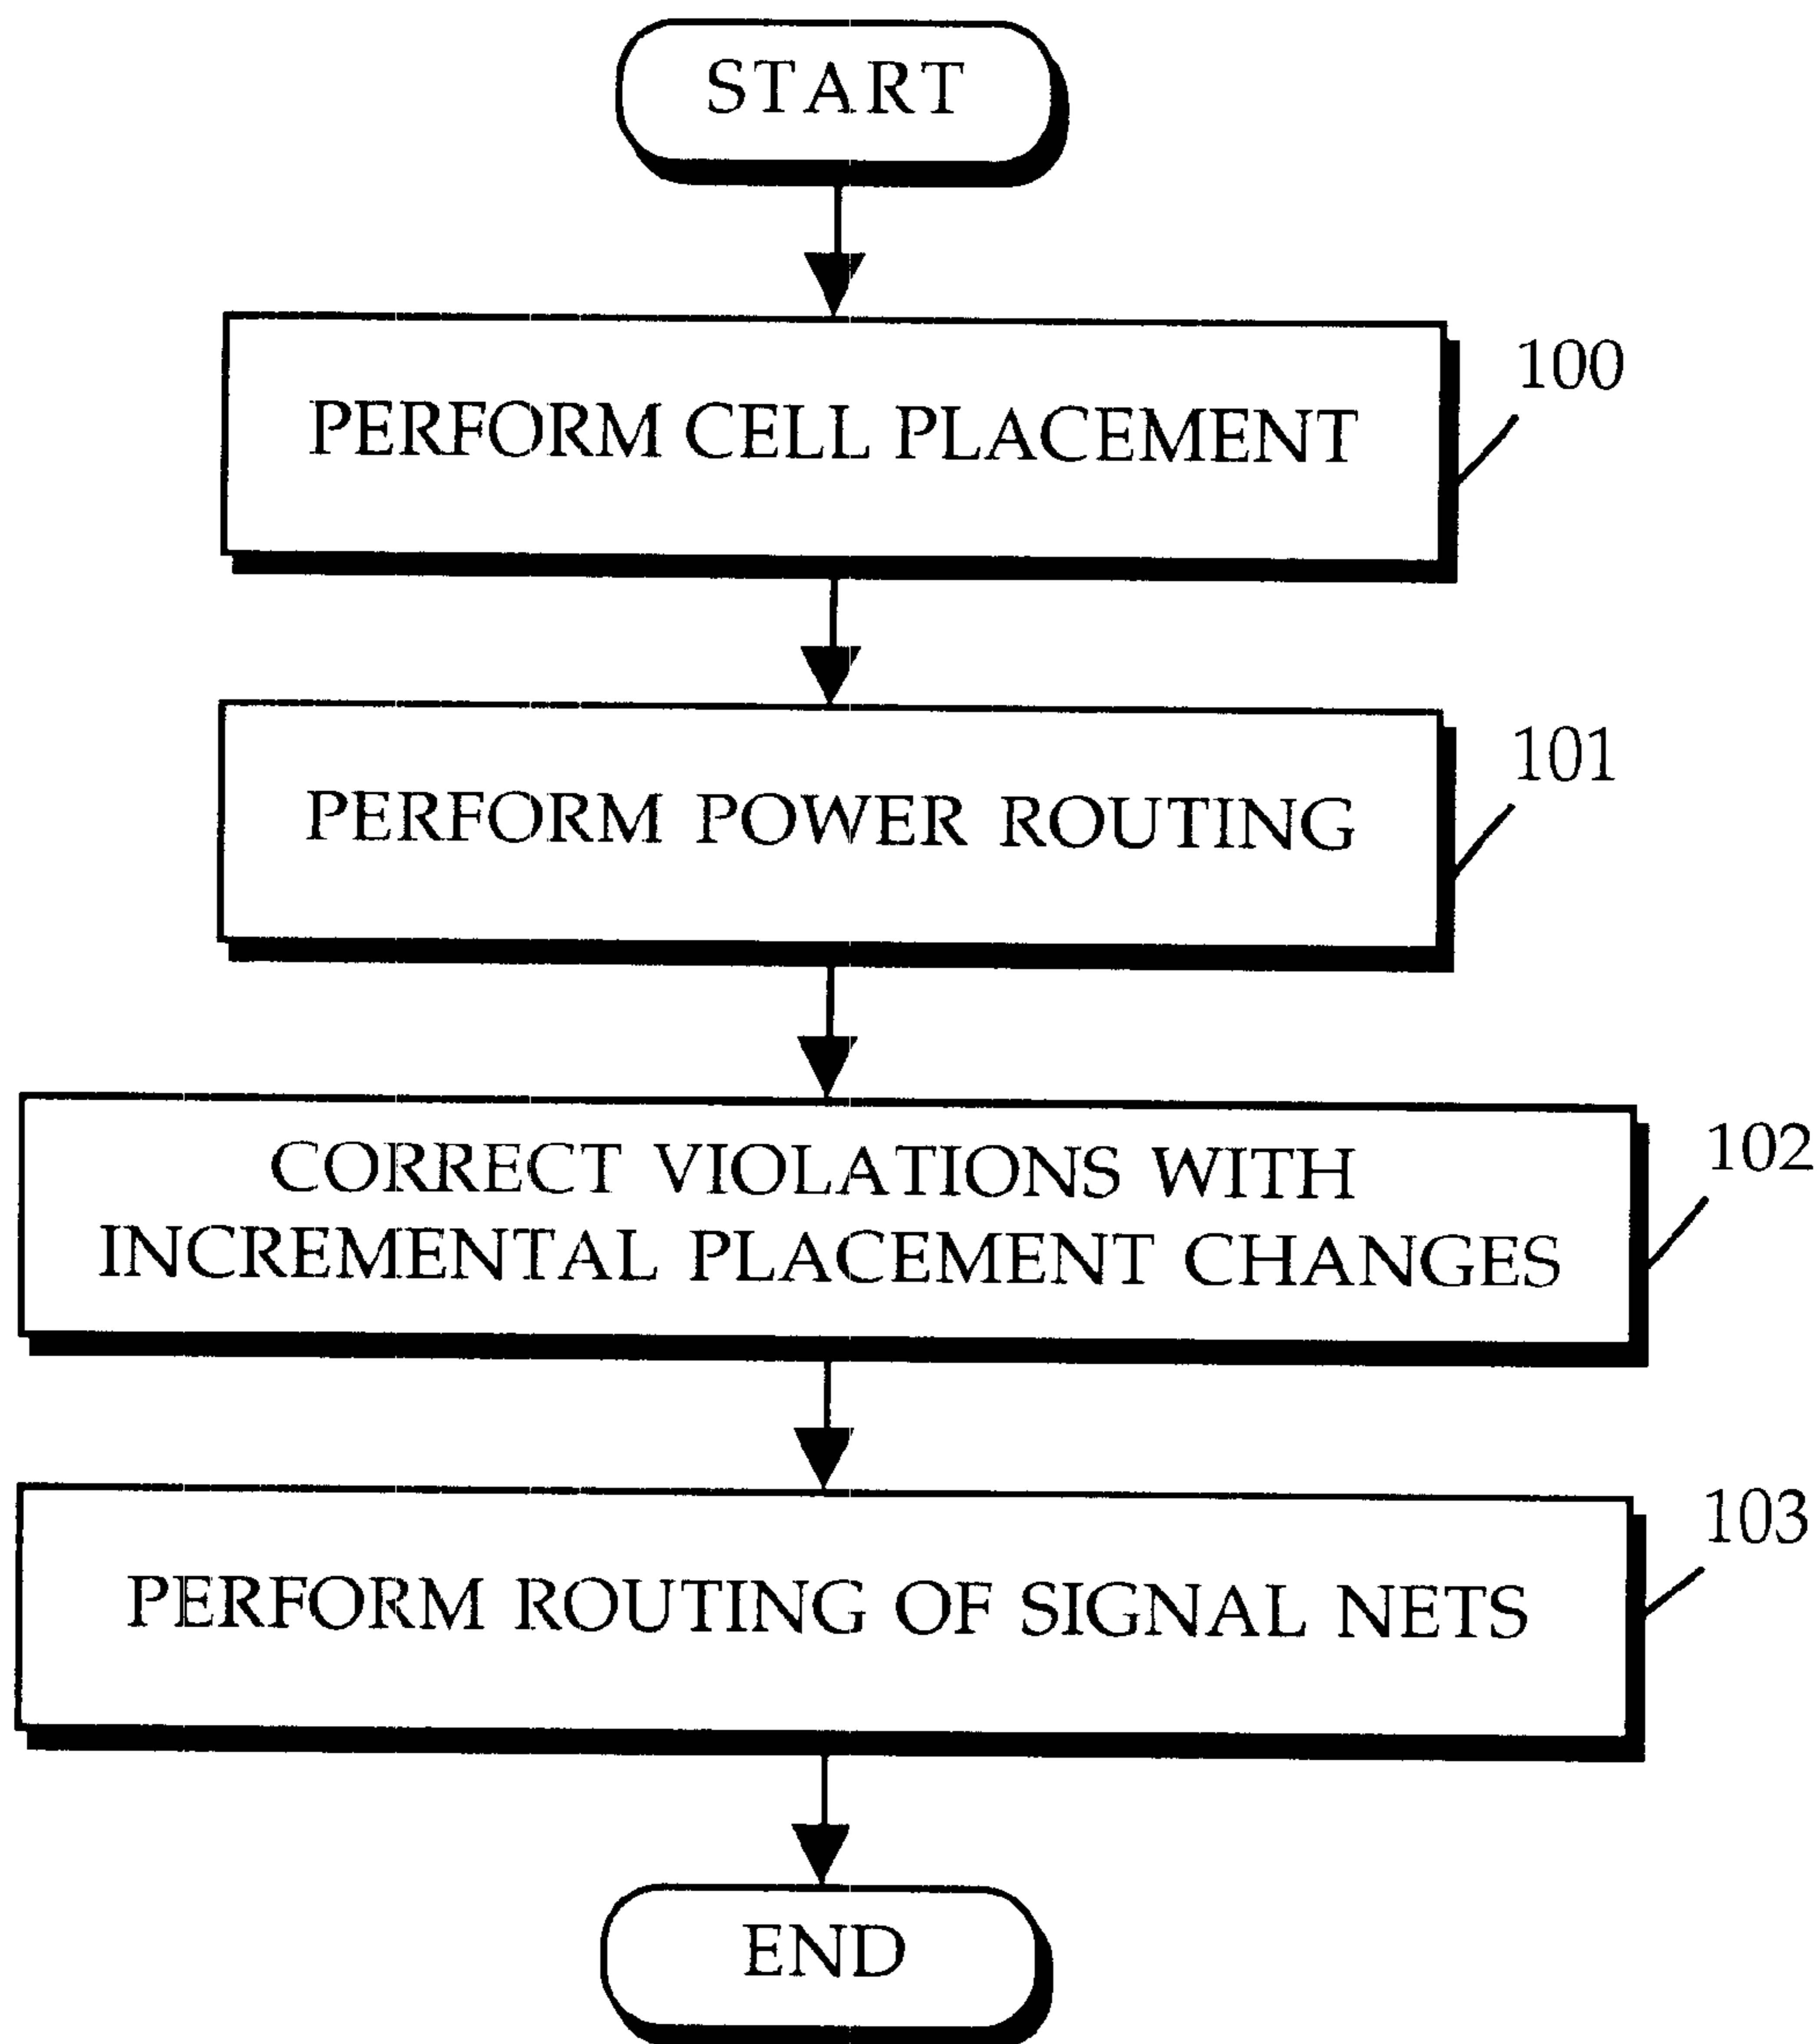 START
PERFORM CELL PLACEMENT
100
PERFORM POWER ROUTING
101
CORRECT VIOLATIONS WITH
INCREMENTAL PLACEMENT CHANGES
102
PERFORM ROUTING OF SIGNAL NETS
103
END